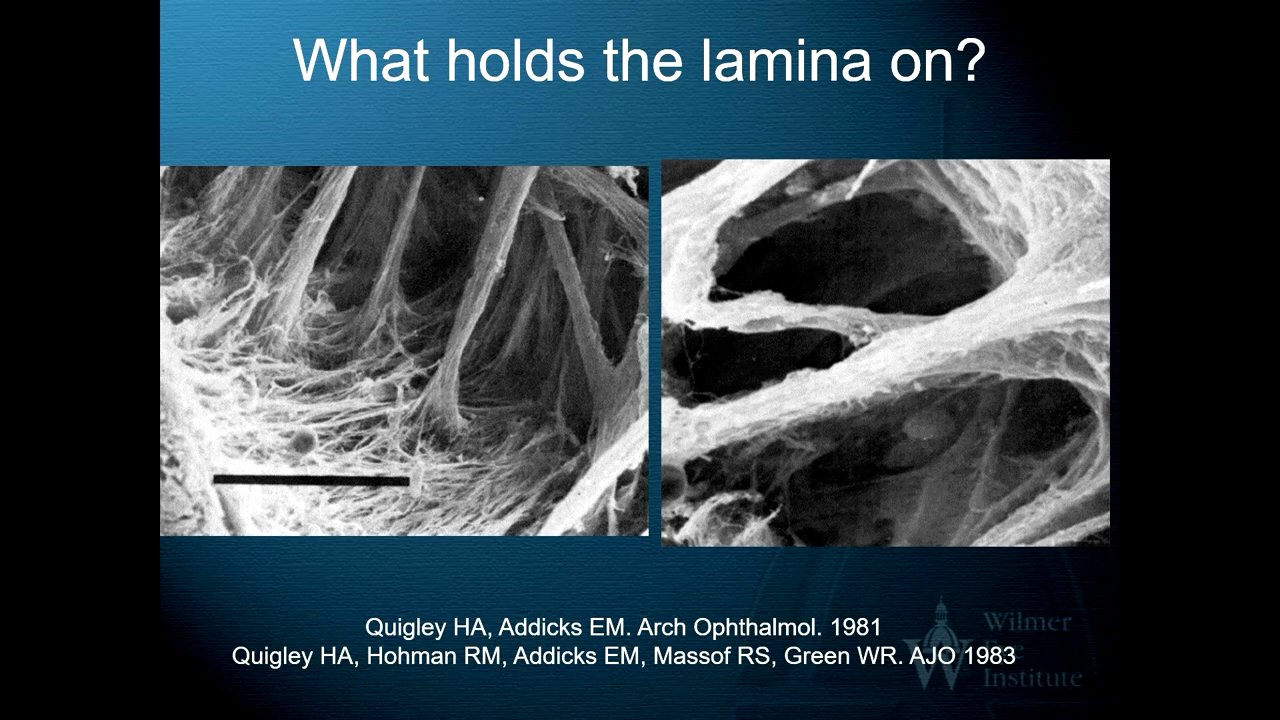 What holds the lamina on?
Quigley HA, Addicks EM. Arch Ophthalmol. 1981
Quigley HA, Hohman RM, Addicks EM, Massof RS, Green WR. AJO 1983
Wilmer
Eye
Institute